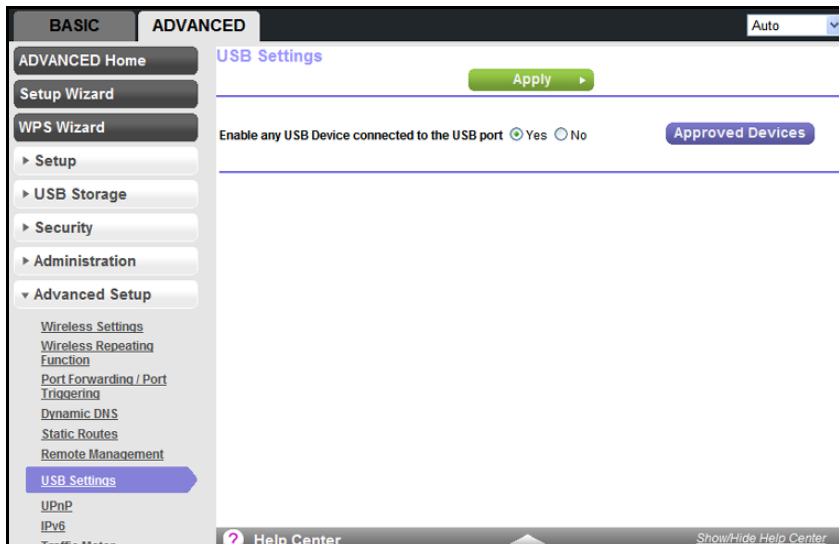 BASIC
ADVANCED
Auto
ADVANCED Home
Setup Wizard
WPS Wizard
Setup
USB Storage
Security
Administration
Advanced Setup
Wireless Settings
Wireless Repeating
Function
Port Forwarding / Port
Triggering
Dynamic DNS
Static Routes
Remote Management
USB Settings
UPnP
IPv6
Traffic Meter
USB Settings
Apply
Enable any USB Device connected to the USB port Yes No
Approved Devices
? Help Center
Show/Hide Help Center